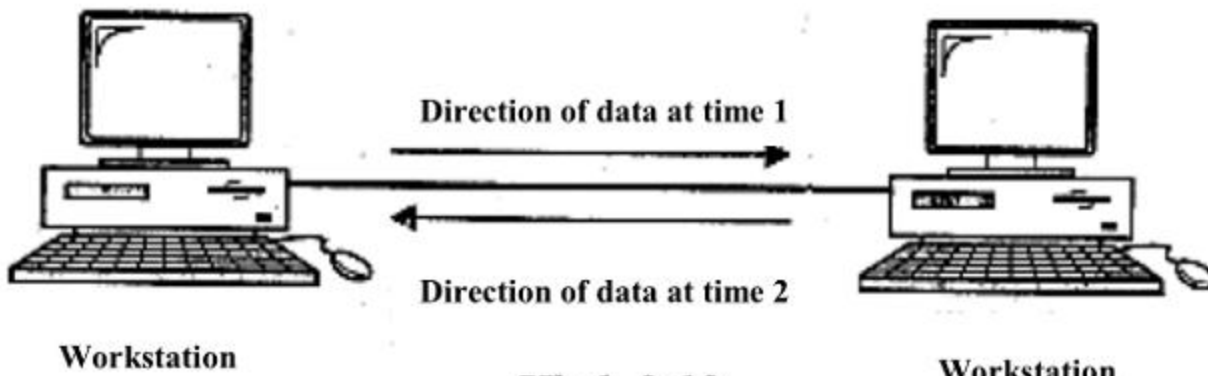 Direction of data at time 1
Direction of data at time 2
Workstation
Workstation